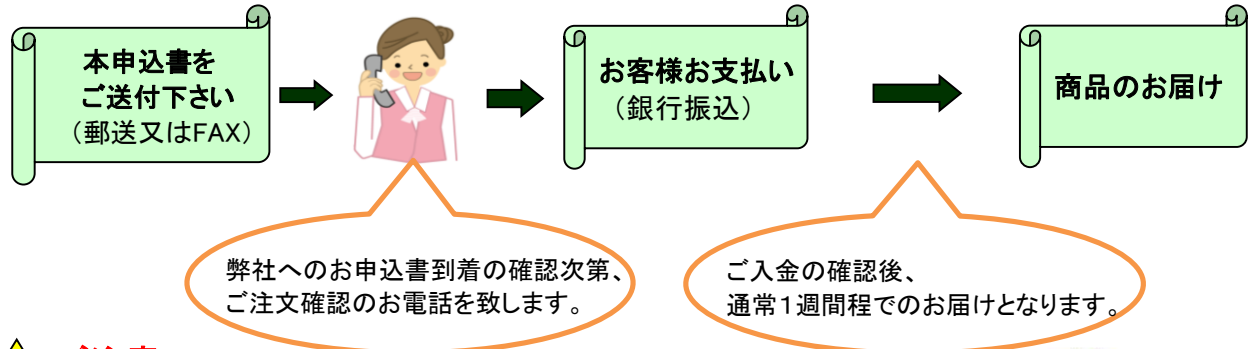 本申込書を
ご送付下さい
（郵送又はFAX）
お客様お支払い
（銀行振込）
商品のお届け
弊社へのお申込書到着の確認次第、
ご注文確認のお電話を致します。
ご入金の確認後、
通常１週間程でのお届けとなります。